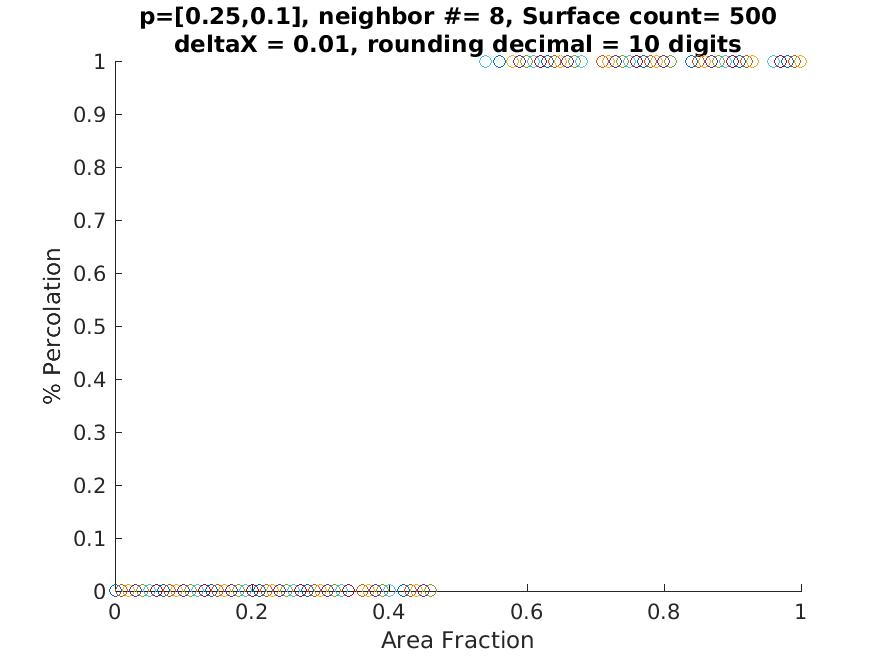 p=[0.25,0.1], neighbor #= 8, Surface count= 500
deltaX = 0.01, rounding decimal = 10 digits
1
0.9
0.8
0.7
0.6
0.5
0.4
0.3
0.2
0.1
0
% Percolation
0 0.2 0.4 0.6 0.8 1
Area Fraction